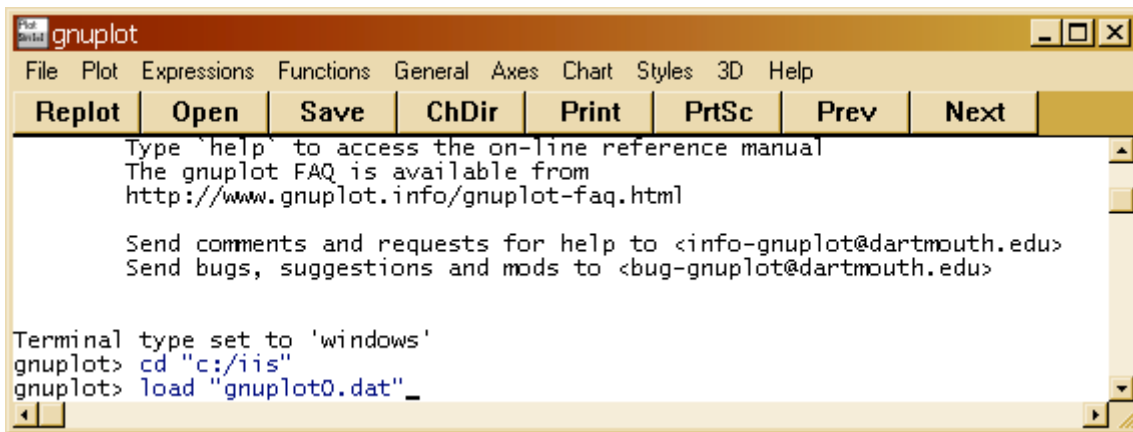 gnuplot
File Plot Expressions Functions General Axes Chart Styles 3D Help
Replot Open Save ChDir Print PrtSc Prev Next
Type `help` to access the on-line reference manual
The gnuplot FAQ is available from
http://www.gnuplot.info/gnuplot-faq.html
Send comments and requests for help to <info-gnuplot@dartmouth.edu>
Send bugs, suggestions and mods to <bug-gnuplot@dartmouth.edu>
Terminal type set to 'windows'
gnuplot> cd "c:/iis"
gnuplot> load "gnuplot0.dat"_